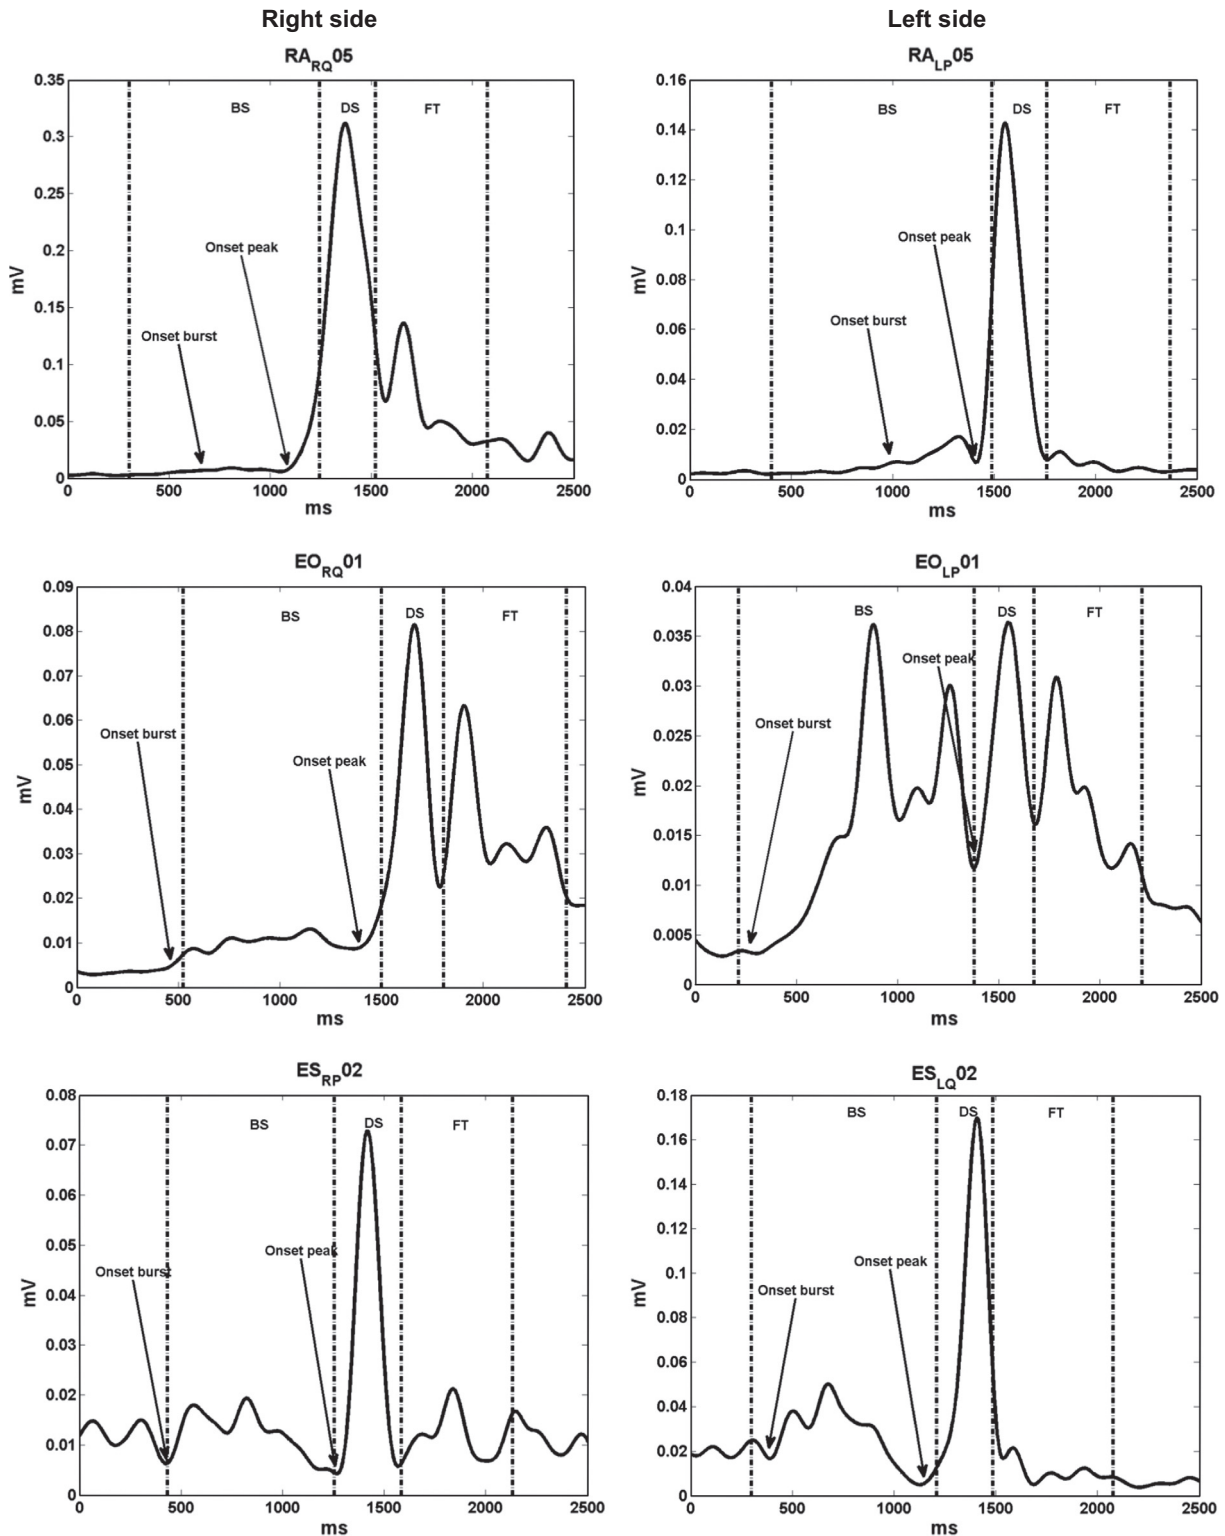 Right side
Left side
RA_RQ05
0.35
0.3
0.25
0.2
0.15
0.1
0.05
0
mV
BS DS FT
Onset peak
Onset burst
0 500 1000 1500 2000 2500
ms
RA_LP05
0.16
0.14
0.12
0.1
0.08
0.06
0.04
0.02
0
mV
BS DS FT
Onset peak
Onset burst
0 500 1000 1500 2000 2500
ms
EO_RQ01
0.09
0.08
0.07
0.06
0.05
0.04
0.03
0.02
0.01
0
mV
BS DS FT
Onset burst
Onset peak
0 500 1000 1500 2000 2500
ms
EO_LP01
0.04
0.035
0.03
0.025
0.02
0.015
0.01
0.005
0
mV
BS DS FT
Onset peak
Onset burst
0 500 1000 1500 2000 2500
ms
ES_RP02
0.08
0.07
0.06
0.05
0.04
0.03
0.02
0.01
0
mV
BS DS FT
Onset peak
Onset burst
0 500 1000 1500 2000 2500
ms
ES_LQ02
0.18
0.16
0.14
0.12
0.1
0.08
0.06
0.04
0.02
0
mV
BS DS FT
Onset peak
Onset burst
0 500 1000 1500 2000 2500
ms